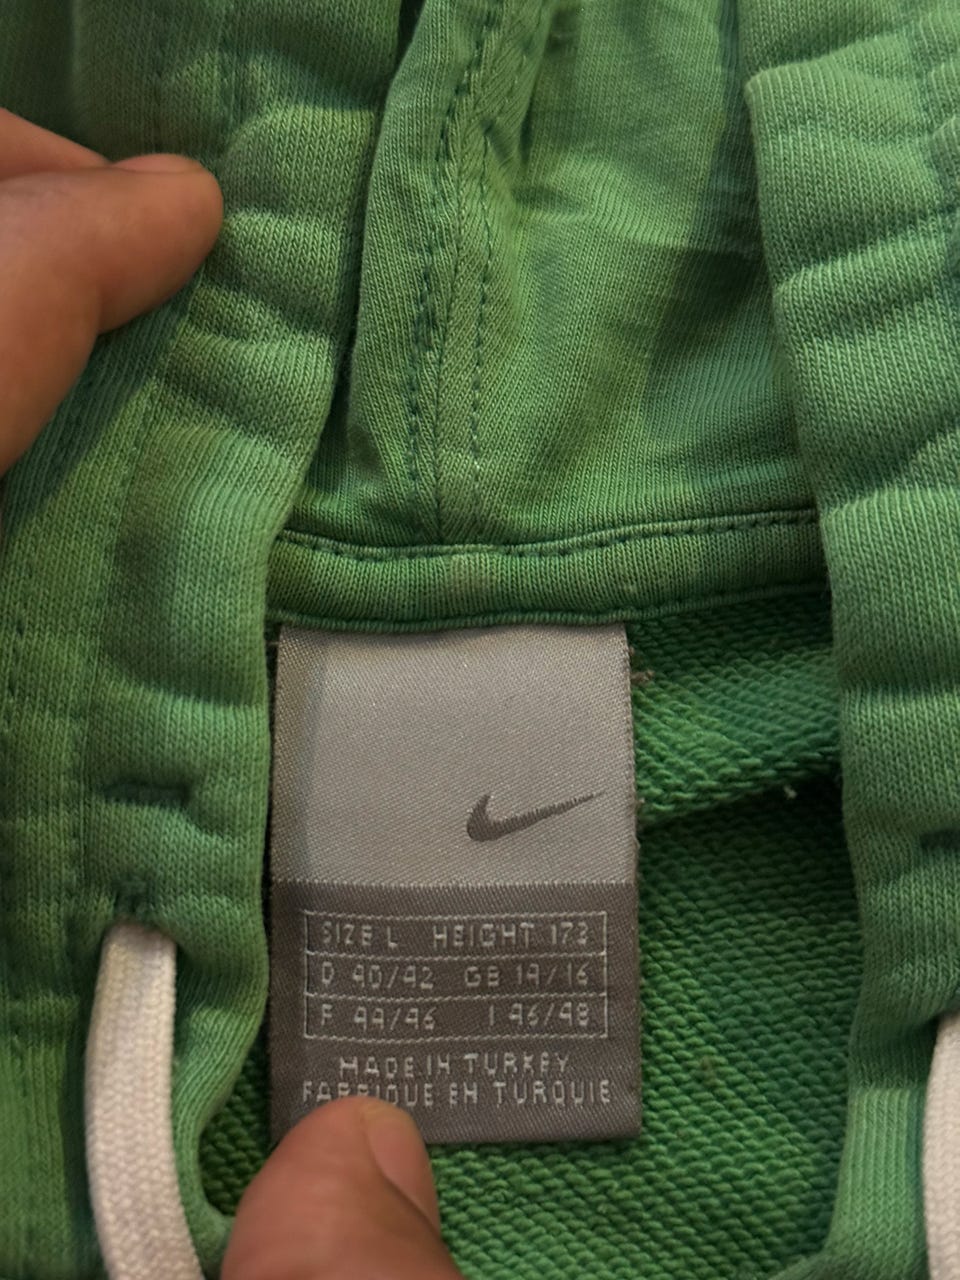 SIZE L HEIGHT 173
D 40/42 GB 14/16
F 44/46 I 46/48
MADE IN TURKEY
FABRIQUE EN TURQUIE